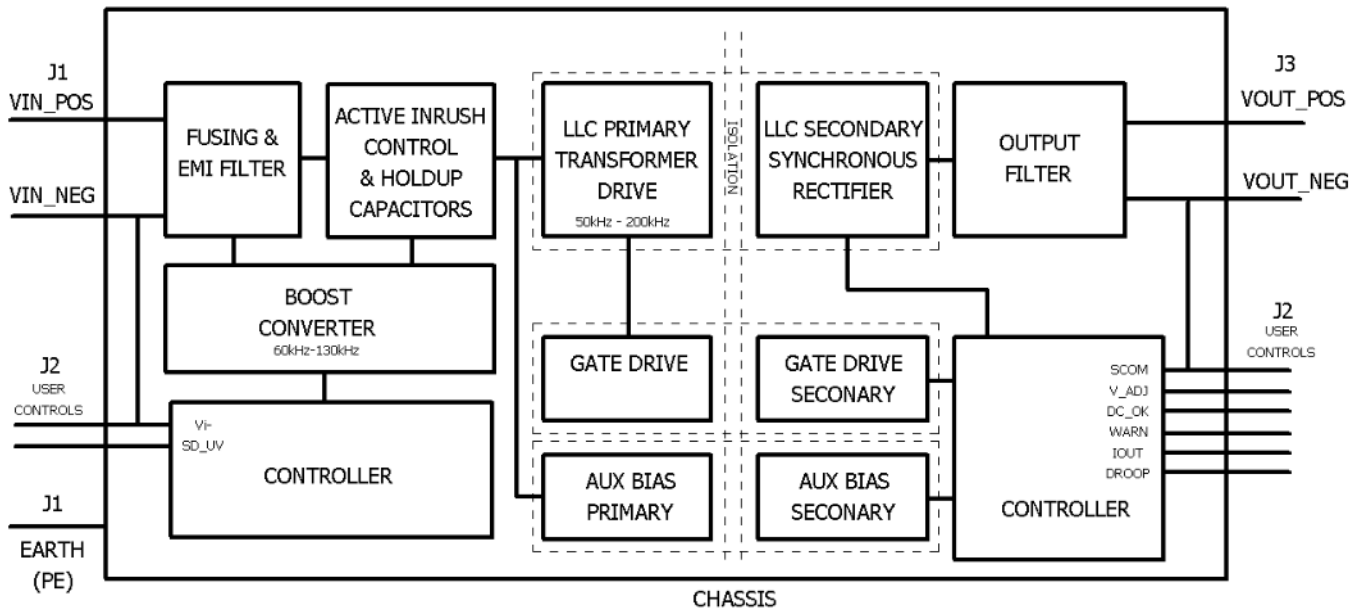 J1
VIN_POS
VIN_NEG
J2
USER
CONTROLS
J1
EARTH
(PE)
FUSING &
EMI FILTER
ACTIVE INRUSH
CONTROL
& HOLDUP
CAPACITORS
BOOST
CONVERTER
60kHz-130kHz
Vi-
SD_UV
CONTROLLER
LLC PRIMARY
TRANSFORMER
DRIVE
50kHz - 200kHz
GATE DRIVE
AUX BIAS
PRIMARY
ISOLATION
LLC SECONDARY
SYNCHRONOUS
RECTIFIER
GATE DRIVE
SECONARY
AUX BIAS
SECONARY
OUTPUT
FILTER
SCOM
V_ADJ
DC_OK
WARN
IOUT
DROOP
CONTROLLER
J3
VOUT_POS
VOUT_NEG
J2
USER
CONTROLS
CHASSIS